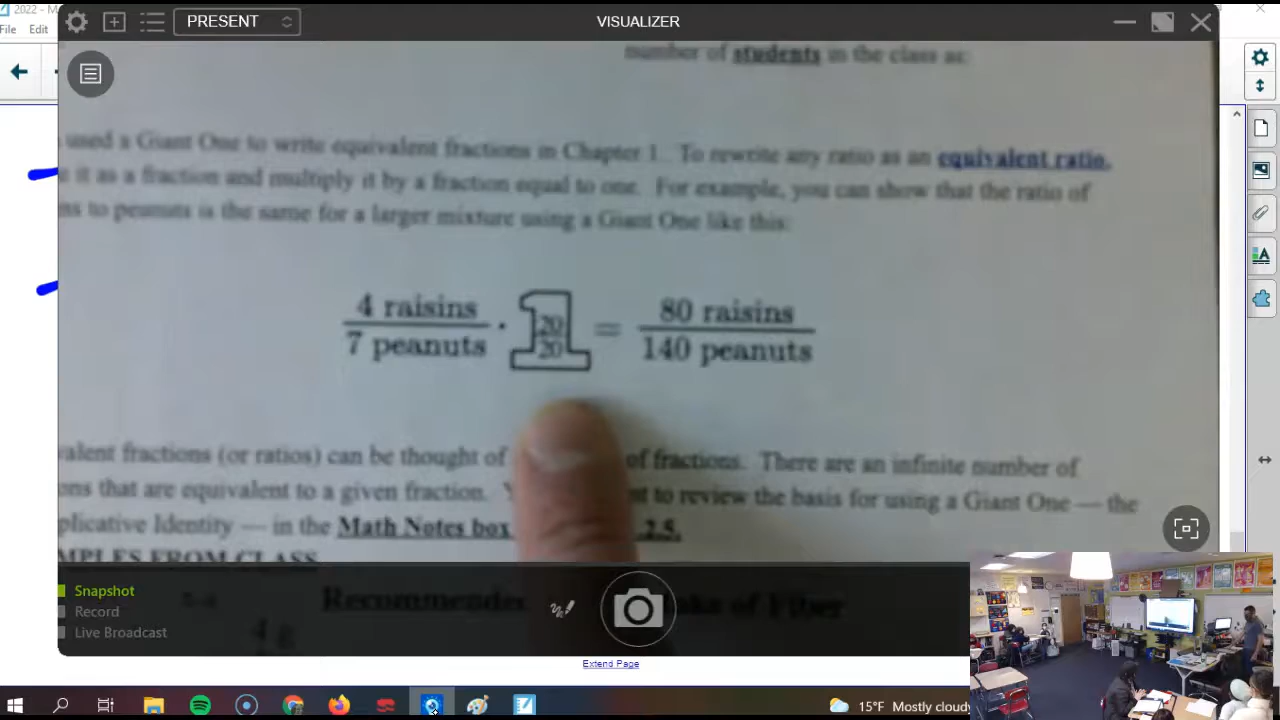 2022 - M
PRESENT
VISUALIZER
File Edit
number of students in the class as:
used a Giant One to write equivalent fractions in Chapter 1. To rewrite any ratio as an equivalent ratio,
it as a fraction and multiply it by a fraction equal to one. For example, you can show that the ratio of
ns to peanuts is the same for a larger mixture using a Giant One like this:
4 raisins / 7 peanuts · 1 20/20 = 80 raisins / 140 peanuts
valent fractions (or ratios) can be thought of of fractions. There are an infinite number of
ons that are equivalent to a given fraction. Y nt to review the basis for using a Giant One — the
plicative Identity — in the Math Notes box 2.5.
MPLES FROM CLASS
Snapshot
Record
Live Broadcast
Extend Page
15°F Mostly cloudy